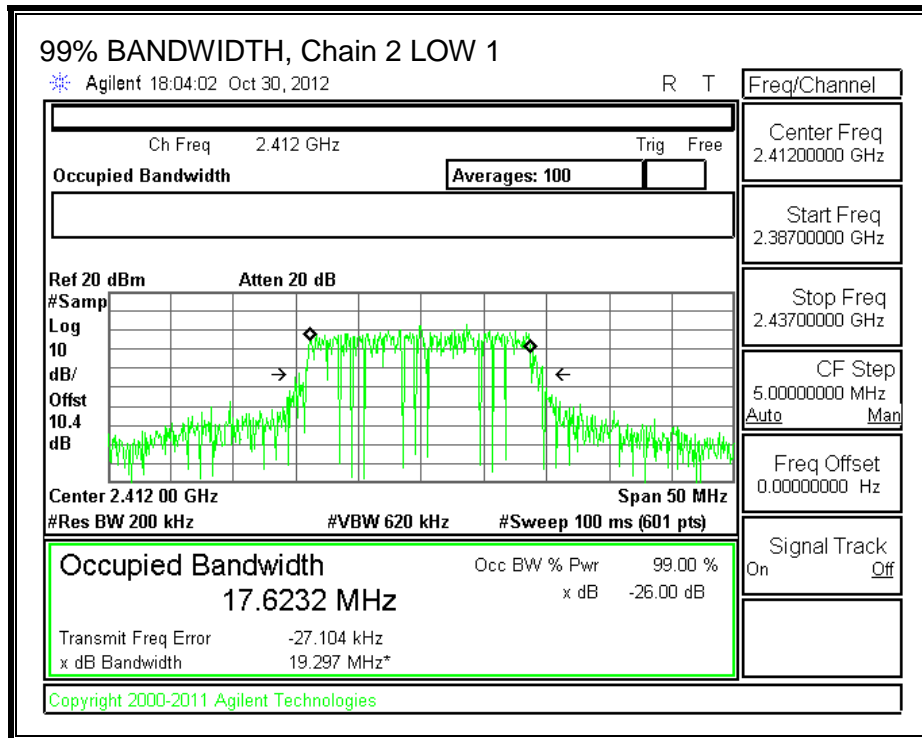 99% BANDWIDTH, Chain 2 LOW 1
Agilent 18:04:02 Oct 30, 2012 R T
Ch Freq 2.412 GHz Trig Free
Occupied Bandwidth Averages: 100
Ref 20 dBm Atten 20 dB
#Samp
Log
10
dB/
Offst
10.4
dB
Center 2.412 00 GHz Span 50 MHz
#Res BW 200 kHz #VBW 620 kHz #Sweep 100 ms (601 pts)
Occupied Bandwidth Occ BW % Pwr 99.00 %
17.6232 MHz x dB -26.00 dB
Transmit Freq Error -27.104 kHz
x dB Bandwidth 19.297 MHz*
Copyright 2000-2011 Agilent Technologies
Freq/Channel
Center Freq
2.41200000 GHz
Start Freq
2.38700000 GHz
Stop Freq
2.43700000 GHz
CF Step
5.00000000 MHz
Auto Man
Freq Offset
0.00000000 Hz
Signal Track
On Off